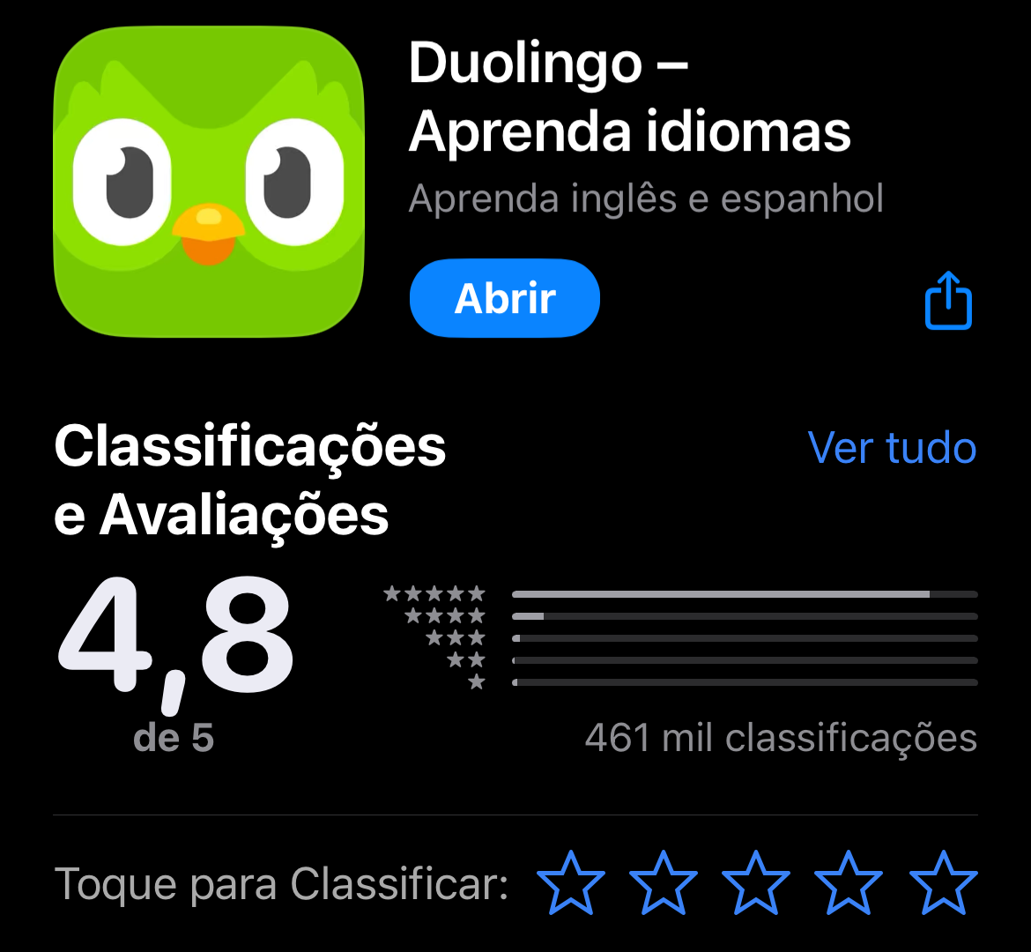 Duolingo –
Aprenda idiomas
Aprenda inglês e espanhol
Abrir
Classificações
e Avaliações
Ver tudo
4,8
de 5
461 mil classificações
Toque para Classificar: